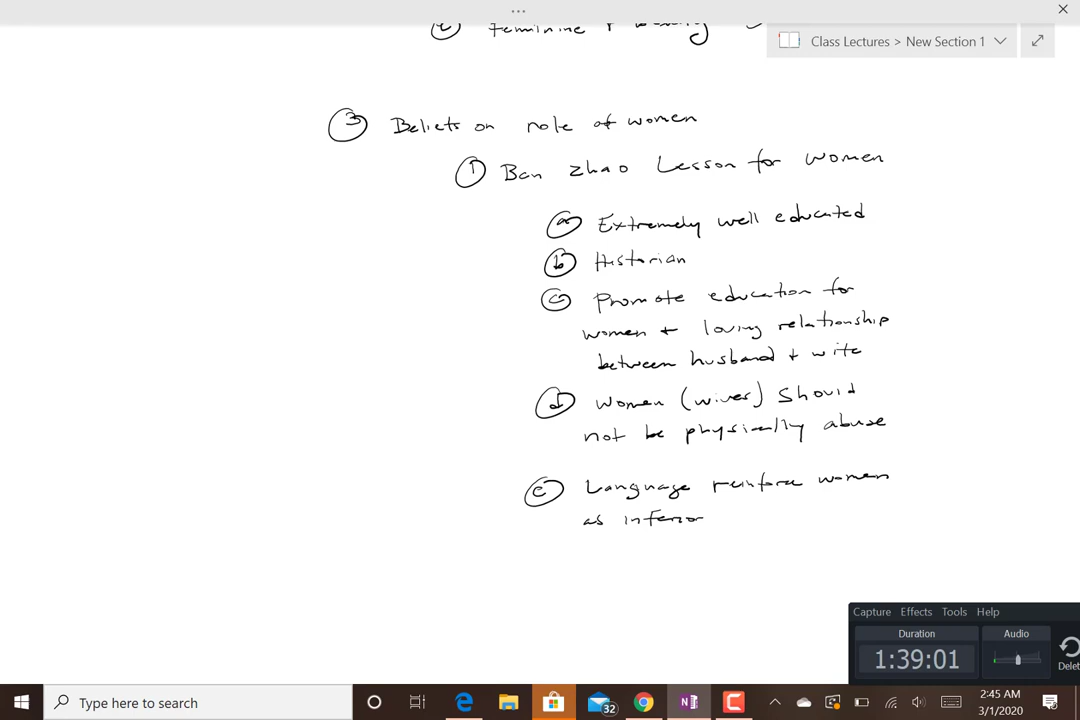 Feminine +
Class Lectures > New Section 1
③ Beliefs on role of women
① Ban Zhao Lesson for women
ⓐ Extremely well educated
ⓑ Historian
ⓒ Promote education for
women + loving relationship
between husband + wife
ⓓ Women (wives) should
not be physically abuse
ⓔ Language reinforce women
as inferior
Capture Effects Tools Help
Duration Audio
1:39:01
Delet
Type here to search
32
2:45 AM
3/1/2020